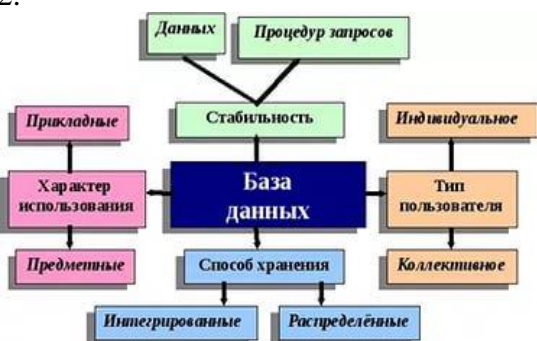 2.
Данных
Процедур запросов
Прикладные
Стабильность
Индивидуальное
Характер
использования
База
данных
Тип
пользователя
Предметные
Способ хранения
Коллективное
Интегрированные
Распределённые